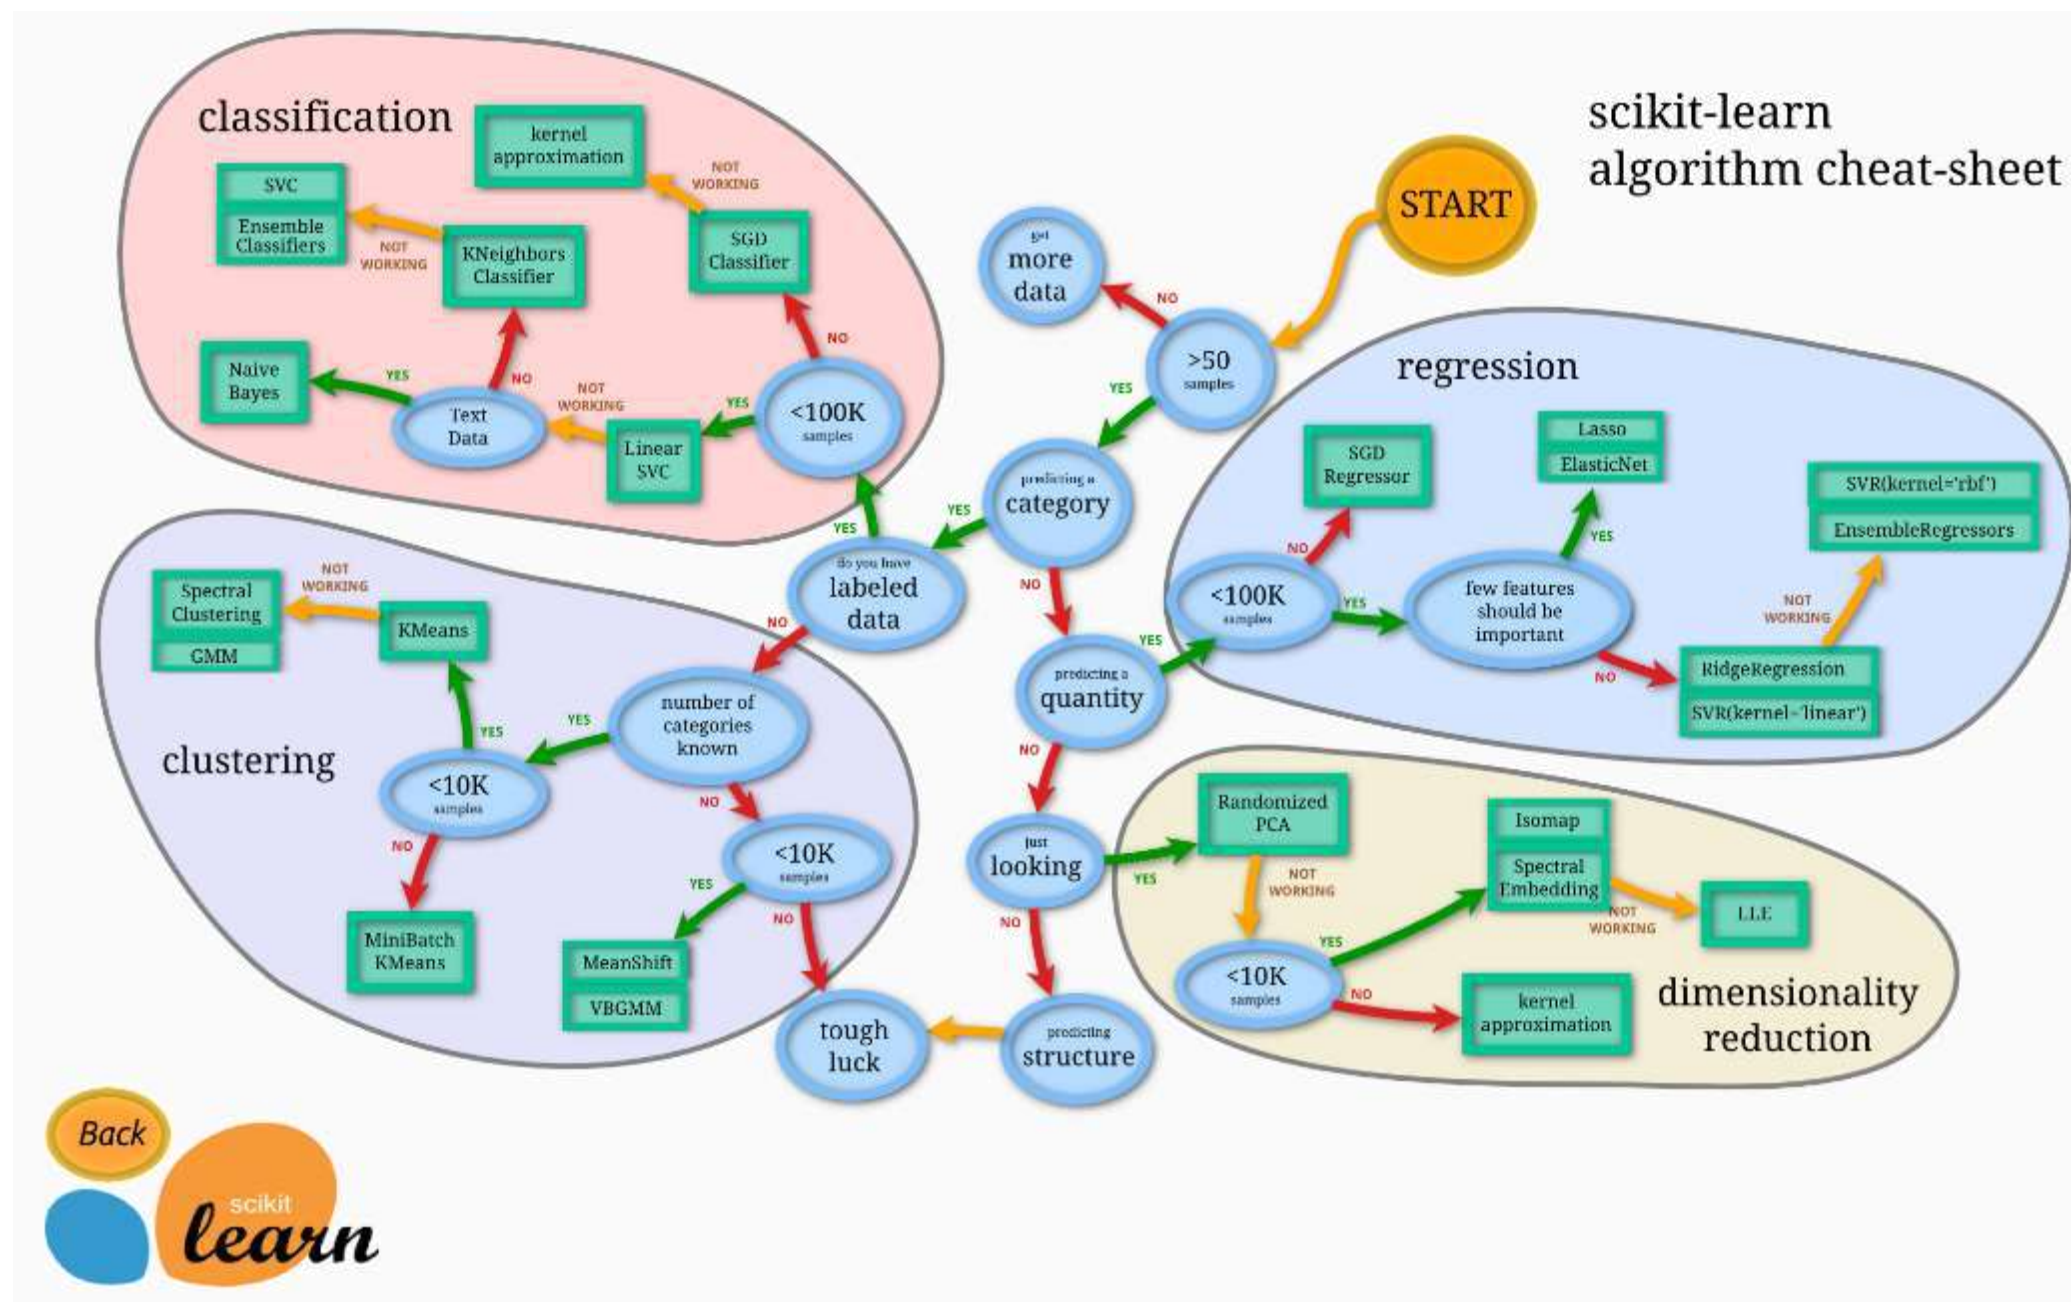 scikit-learn
algorithm cheat-sheet
START
classification
kernel
approximation
NOT
WORKING
SVC
Ensemble
Classifiers
NOT
WORKING
KNeighbors
Classifier
SGD
Classifier
NO
Naive
Bayes
YES
Text
Data
NO
NOT
WORKING
Linear
SVC
YES
<100K
samples
get
more
data
NO
>50
samples
YES
predicting a
category
YES
NO
do you have
labeled
data
YES
NO
predicting a
quantity
YES
NO
just
looking
YES
NO
predicting
structure
tough
luck
regression
SGD
Regressor
Lasso
ElasticNet
SVR(kernel='rbf')
EnsembleRegressors
NO
YES
<100K
samples
YES
few features
should be
important
NOT
WORKING
NO
RidgeRegression
SVR(kernel='linear')
clustering
Spectral
Clustering
GMM
NOT
WORKING
KMeans
YES
number of
categories
known
YES
NO
<10K
samples
NO
MiniBatch
KMeans
<10K
samples
YES
NO
MeanShift
VBGMM
Randomized
PCA
NOT
WORKING
Isomap
Spectral
Embedding
NOT
WORKING
LLE
YES
<10K
samples
NO
kernel
approximation
dimensionality
reduction
Back
scikit
learn